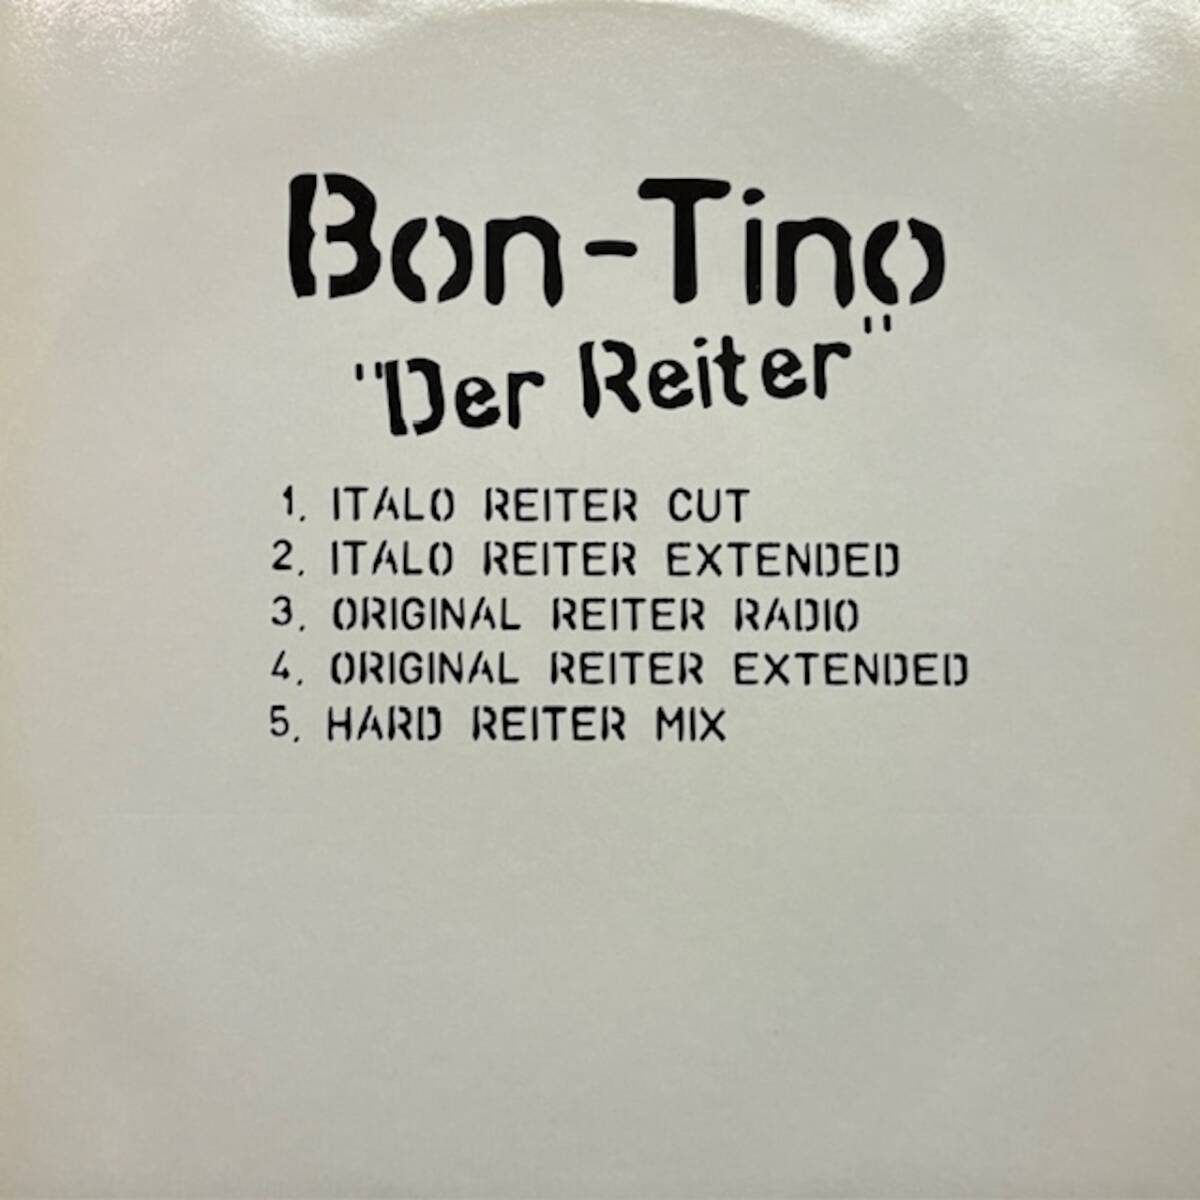 Bon-Tino
"Der Reiter"
1. ITALO REITER CUT
2. ITALO REITER EXTENDED
3. ORIGINAL REITER RADIO
4. ORIGINAL REITER EXTENDED
5. HARD REITER MIX